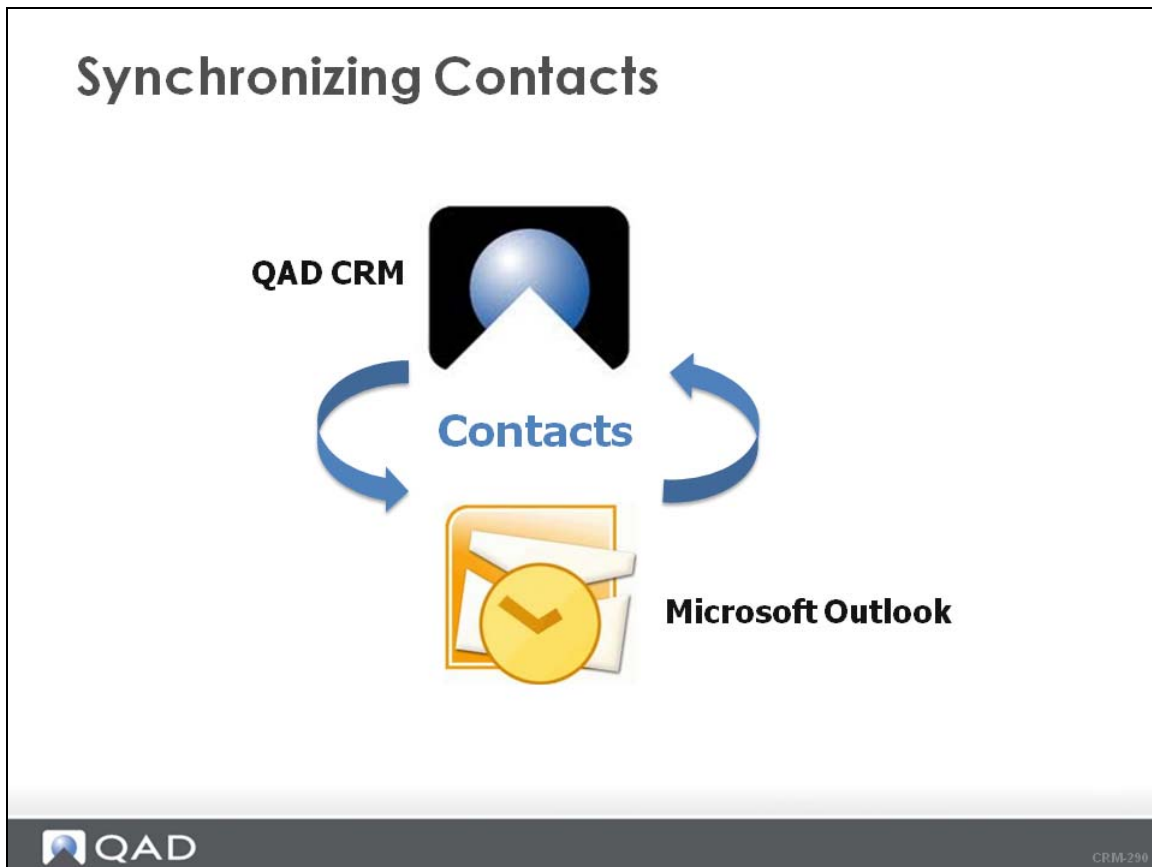 Synchronizing Contacts
QAD CRM
Contacts
Microsoft Outlook
QAD
CRM-290